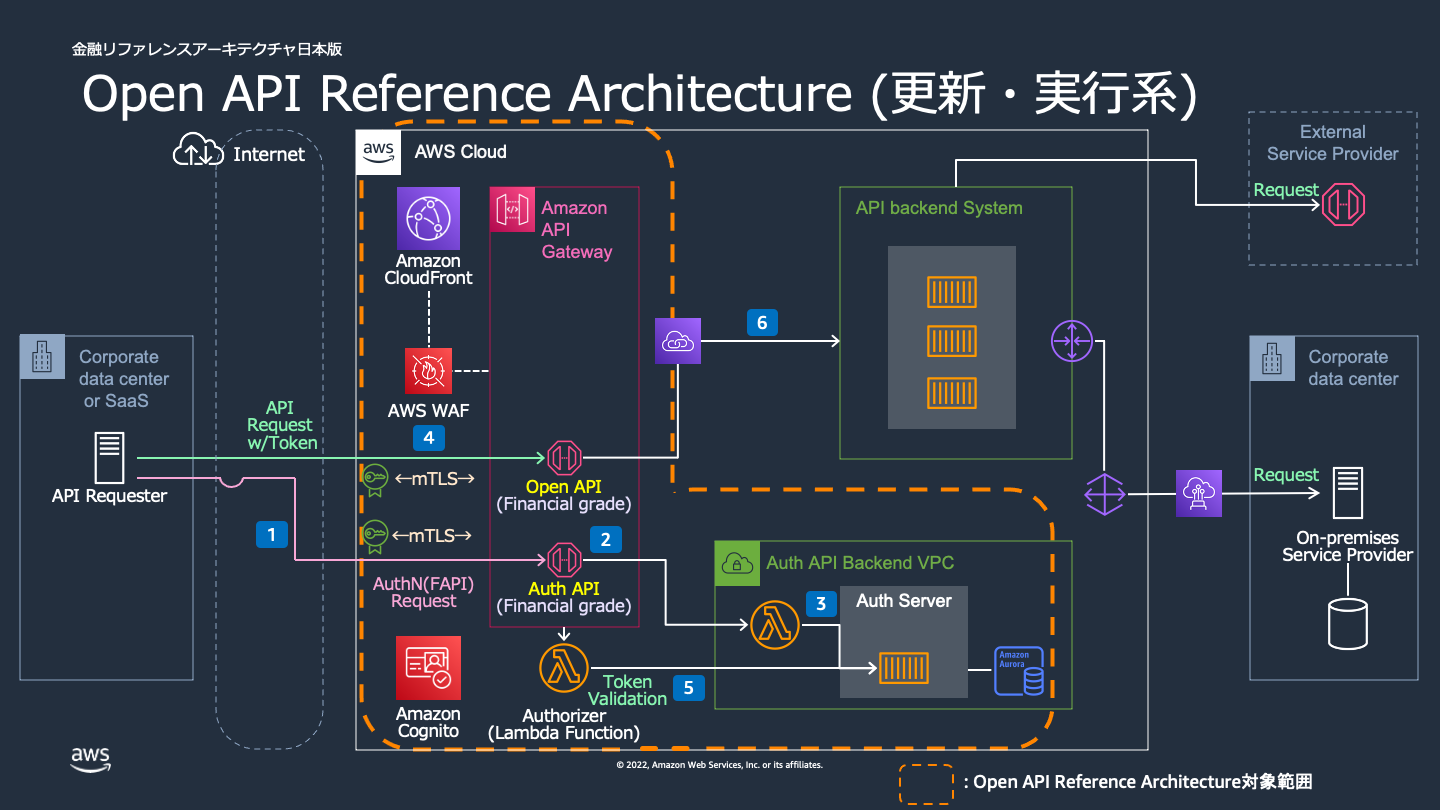 金融リファレンスアーキテクチャ日本版
Open API Reference Architecture (更新・実行系)
Internet
aws
AWS Cloud
External
Service Provider
Request
Amazon
CloudFront
Amazon
API
Gateway
API backend System
6
Corporate
data center
or SaaS
AWS WAF
API
Request
w/Token
4
API Requester
←mTLS→
Open API
(Financial grade)
1
←mTLS→
2
AuthN(FAPI)
Request
Auth API
(Financial grade)
Auth API Backend VPC
3
Auth Server
Amazon
Aurora
Corporate
data center
Request
On-premises
Service Provider
Amazon
Cognito
Authorizer
(Lambda Function)
Token
Validation
5
aws
© 2022, Amazon Web Services, Inc. or its affiliates.
: Open API Reference Architecture対象範囲